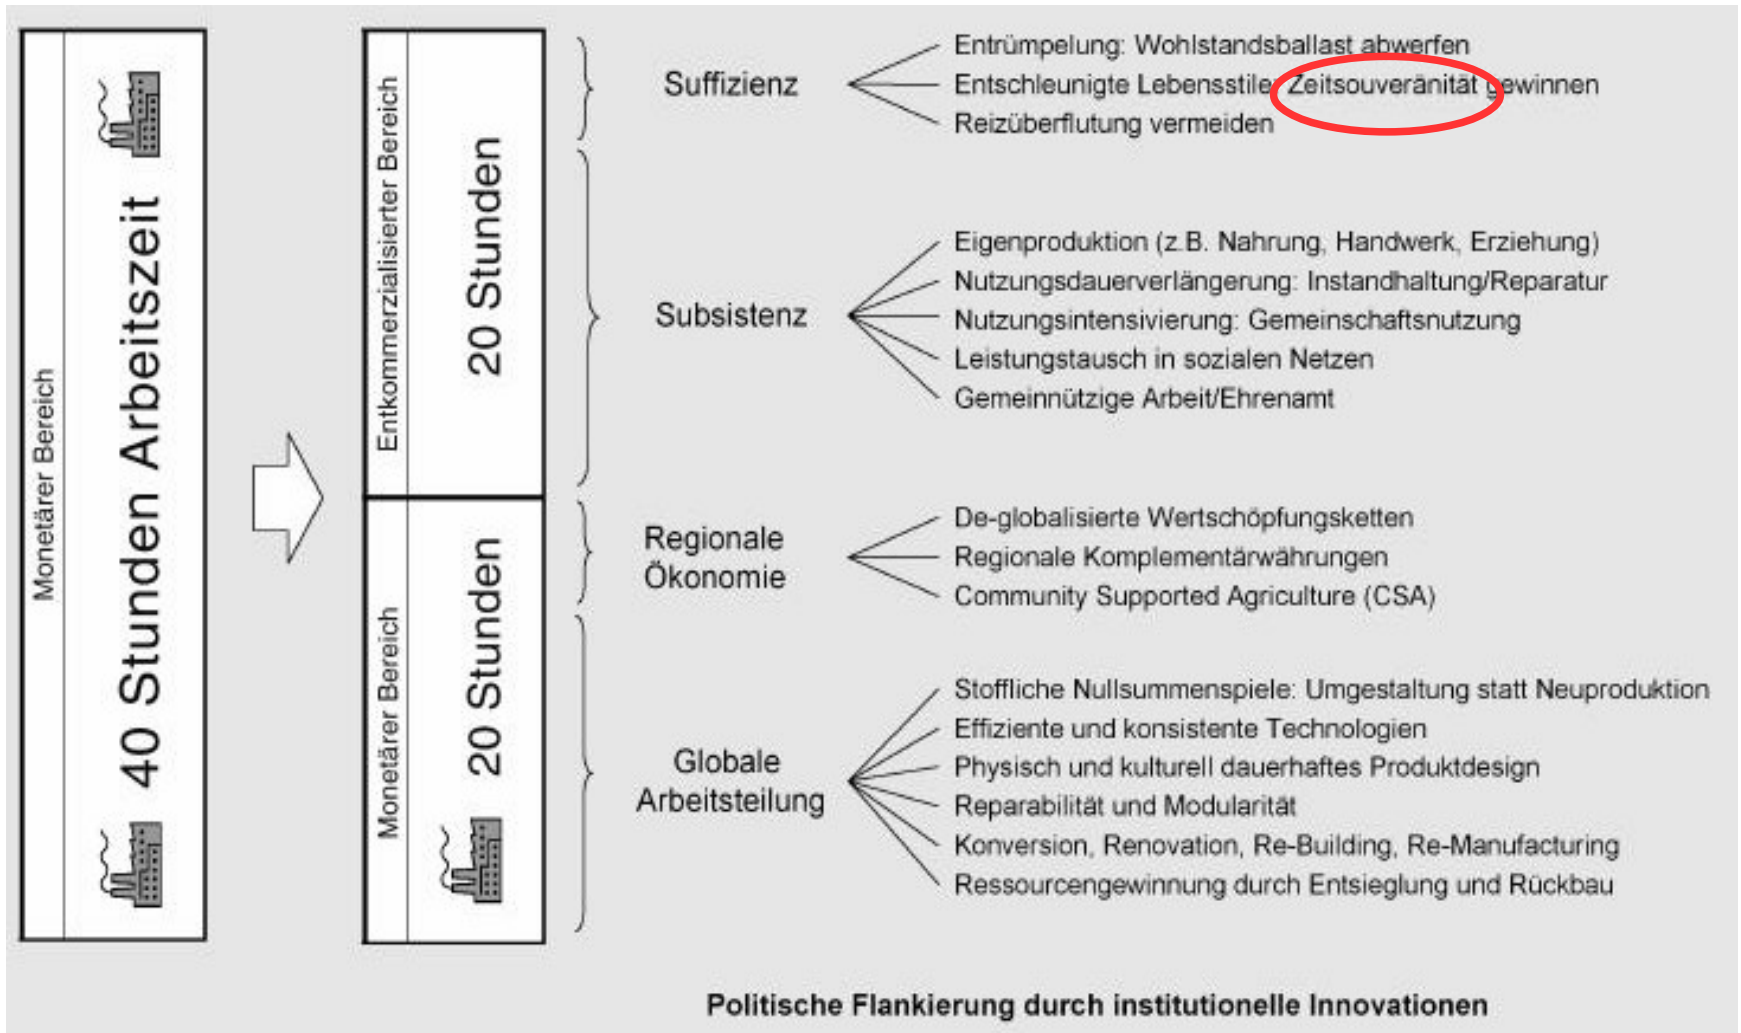 Monetärer Bereich
40 Stunden Arbeitszeit
Entkommerzialisierter Bereich
20 Stunden
Monetärer Bereich
20 Stunden
Suffizienz
Entrümpelung: Wohlstandsballast abwerfen
Entschleunigte Lebensstile: Zeitsouveränität gewinnen
Reizüberflutung vermeiden
Subsistenz
Eigenproduktion (z.B. Nahrung, Handwerk, Erziehung)
Nutzungsdauerverlängerung: Instandhaltung/Reparatur
Nutzungsintensivierung: Gemeinschaftsnutzung
Leistungstausch in sozialen Netzen
Gemeinnützige Arbeit/Ehrenamt
Regionale
Ökonomie
De-globalisierte Wertschöpfungsketten
Regionale Komplementärwährungen
Community Supported Agriculture (CSA)
Globale
Arbeitsteilung
Stoffliche Nullsummenspiele: Umgestaltung statt Neuproduktion
Effiziente und konsistente Technologien
Physisch und kulturell dauerhaftes Produktdesign
Reparabilität und Modularität
Konversion, Renovation, Re-Building, Re-Manufacturing
Ressourcengewinnung durch Entsieglung und Rückbau
Politische Flankierung durch institutionelle Innovationen